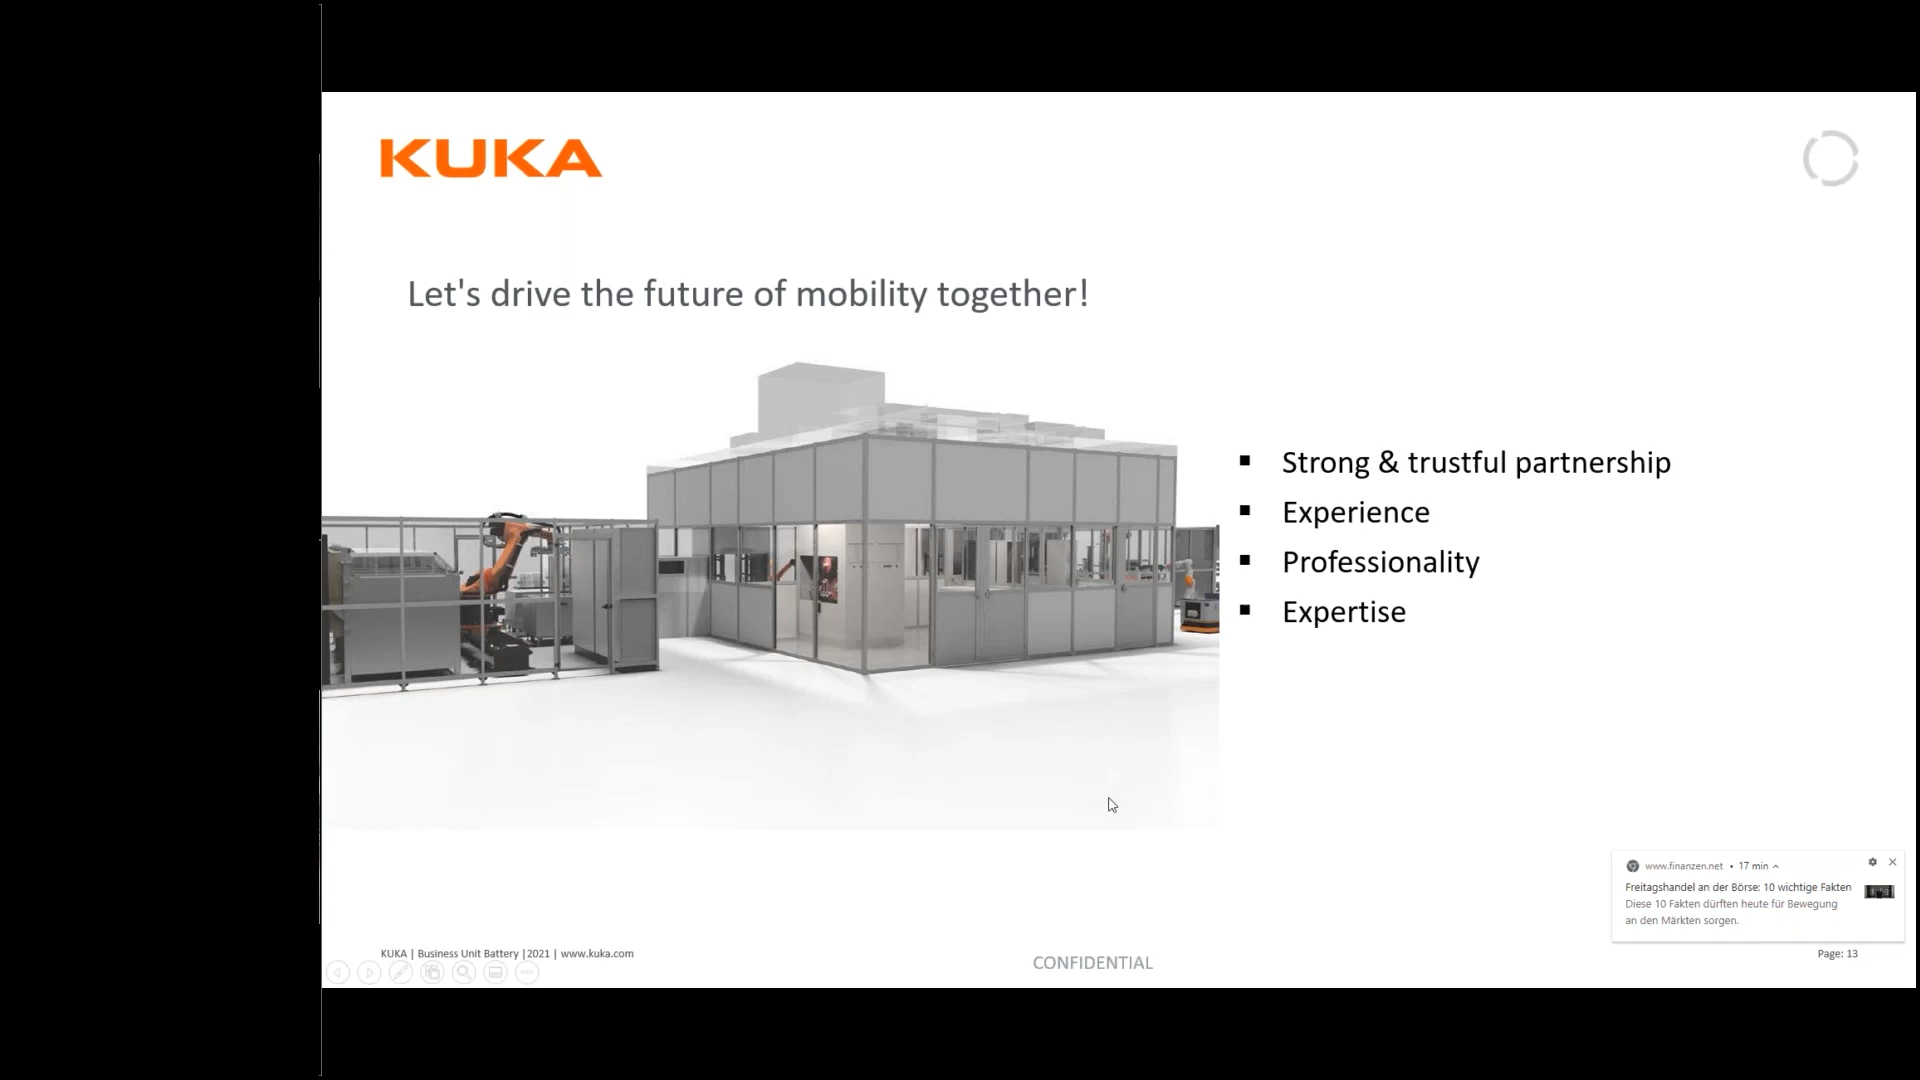 KUKA
Let's drive the future of mobility together!
▪ Strong & trustful partnership
▪ Experience
▪ Professionality
▪ Expertise
www.finanzen.net • 17 min
Freitagshandel an der Börse: 10 wichtige Fakten
Diese 10 Fakten dürften heute für Bewegung
an den Märkten sorgen.
KUKA | Business Unit Battery |2021 | www.kuka.com
CONFIDENTIAL
Page: 13